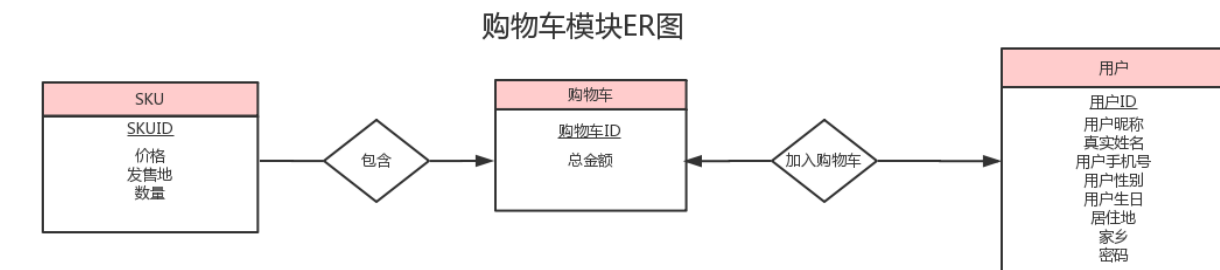 购物车模块ER图
SKU
SKUID
价格
发售地
数量
包含
购物车
购物车ID
总金额
加入购物车
用户
用户ID
用户昵称
真实姓名
用户手机号
用户性别
用户生日
居住地
家乡
密码